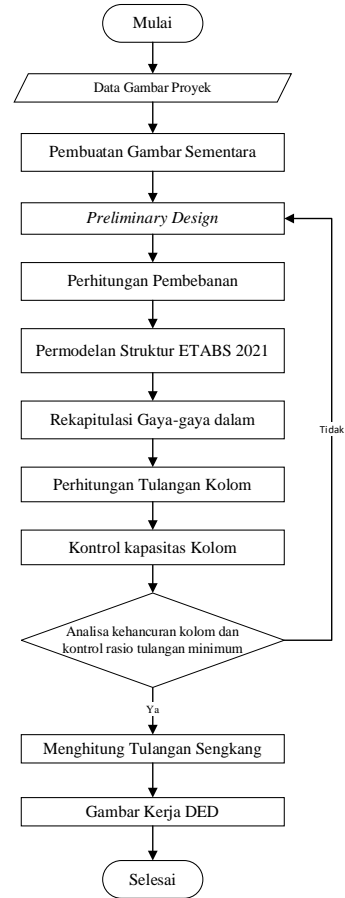 Mulai
Data Gambar Proyek
Pembuatan Gambar Sementara
Preliminary Design
Perhitungan Pembebanan
Permodelan Struktur ETABS 2021
Rekapitulasi Gaya-gaya dalam
Tidak
Perhitungan Tulangan Kolom
Kontrol kapasitas Kolom
Analisa kehancuran kolom dan
kontrol rasio tulangan minimum
Ya
Menghitung Tulangan Sengkang
Gambar Kerja DED
Selesai